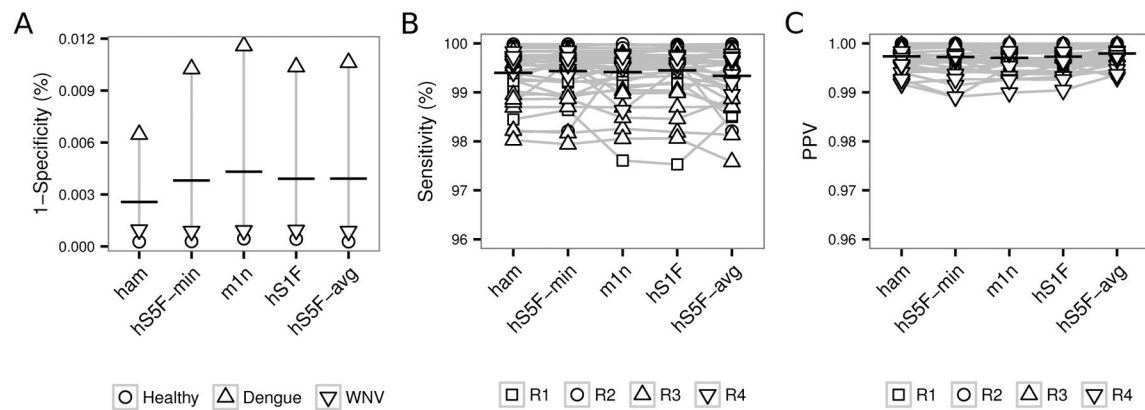 A
1−Specificity (%)
0.012
0.009
0.006
0.003
0.000
ham
hS5F−min
m1n
hS1F
hS5F−avg
Healthy Dengue WNV
B
Sensitivity (%)
100
99
98
97
96
ham
hS5F−min
m1n
hS1F
hS5F−avg
R1 R2 R3 R4
C
PPV
1.00
0.99
0.98
0.97
0.96
ham
hS5F−min
m1n
hS1F
hS5F−avg
R1 R2 R3 R4